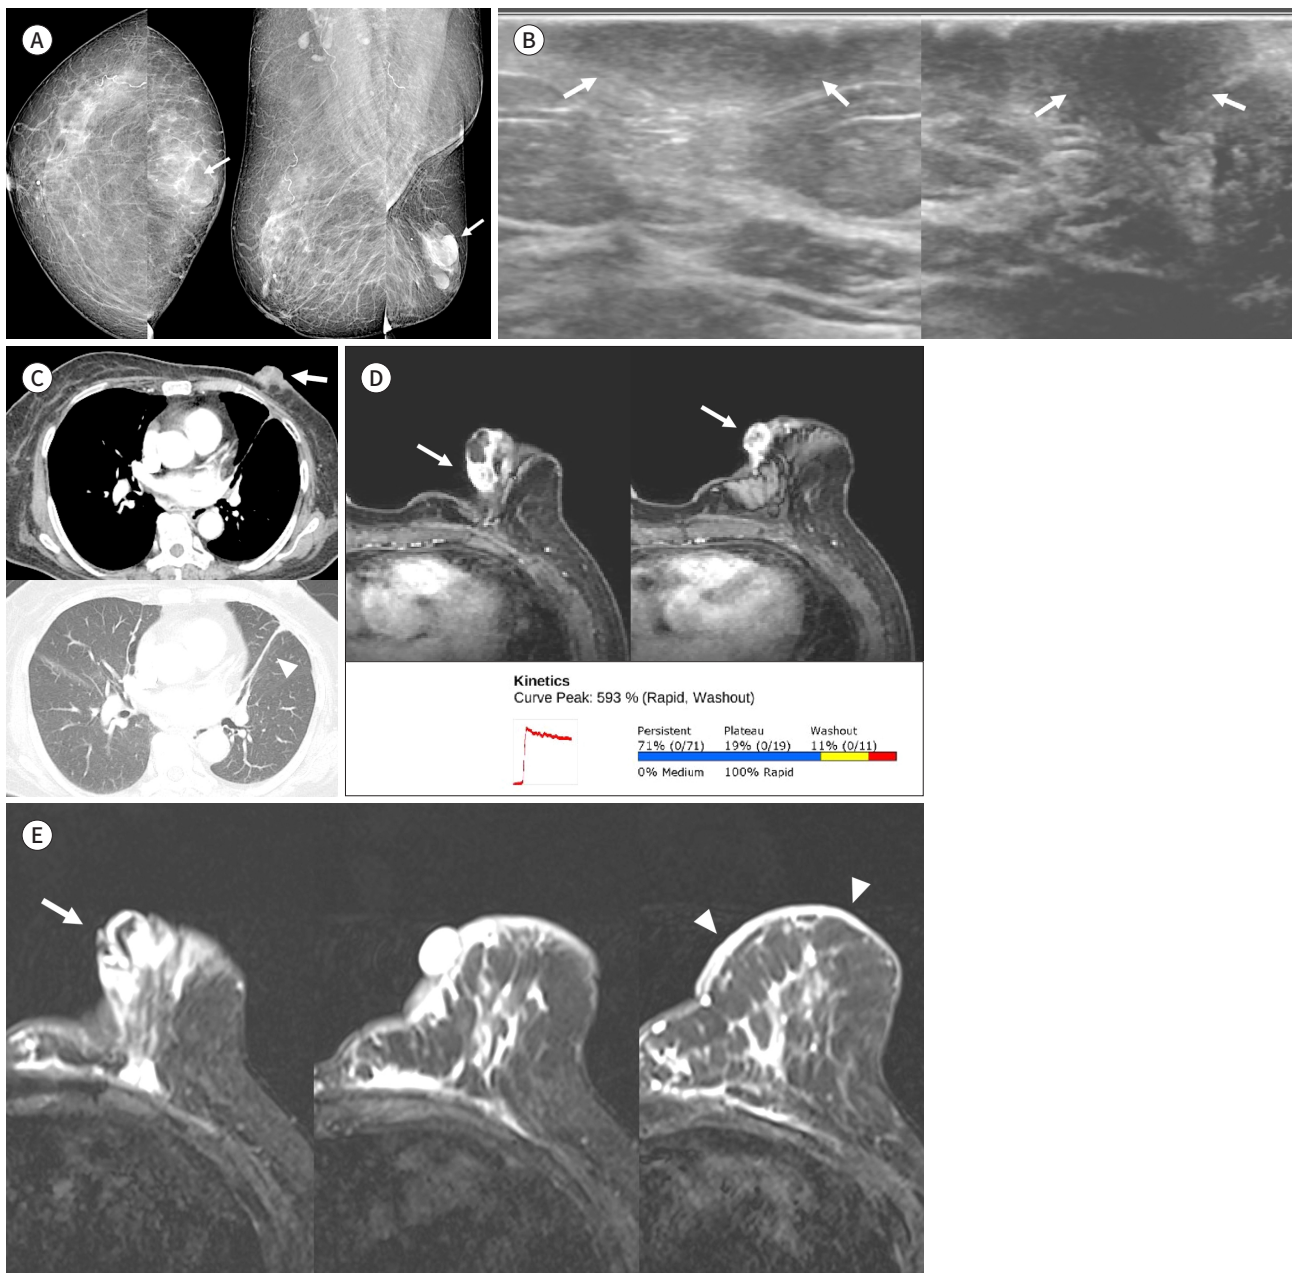 A
B
C
D
Kinetics
Curve Peak: 593 % (Rapid, Washout)
Persistent Plateau Washout
71% (0/71) 19% (0/19) 11% (0/11)
0% Medium 100% Rapid
E